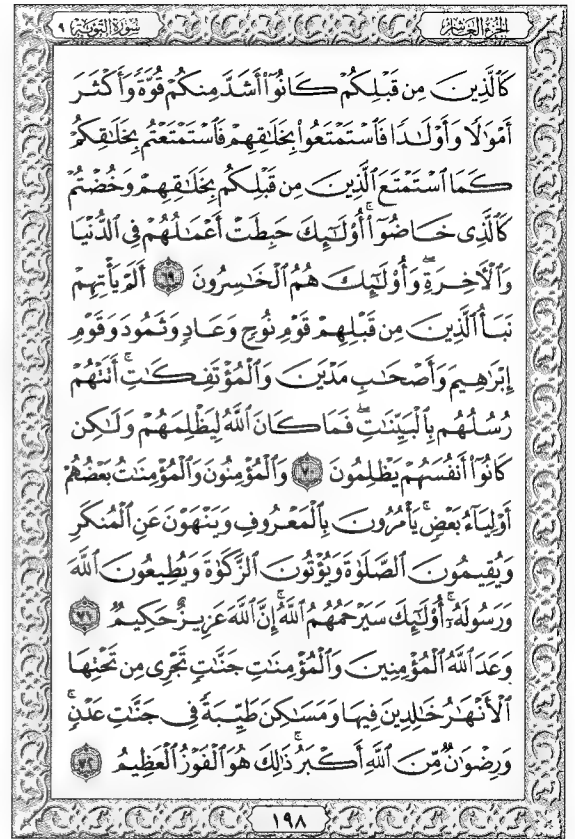 سورة التوبة ٩
الجزء العاشر
كَالَّذِينَ مِن قَبْلِكُمْ كَانُوٓا۟ أَشَدَّ مِنكُمْ قُوَّةً وَأَكْثَرَ
أَمْوَٰلًا وَأَوْلَٰدًا فَٱسْتَمْتَعُوا۟ بِخَلَٰقِهِمْ فَٱسْتَمْتَعْتُم بِخَلَٰقِكُمْ
كَمَا ٱسْتَمْتَعَ ٱلَّذِينَ مِن قَبْلِكُم بِخَلَٰقِهِمْ وَخُضْتُمْ
كَٱلَّذِى خَاضُوٓا۟ ۚ أُو۟لَٰٓئِكَ حَبِطَتْ أَعْمَٰلُهُمْ فِى ٱلدُّنْيَا
وَٱلْأَخِرَةِ ۖ وَأُو۟لَٰٓئِكَ هُمُ ٱلْخَٰسِرُونَ ٦٩ أَلَمْ يَأْتِهِمْ
نَبَأُ ٱلَّذِينَ مِن قَبْلِهِمْ قَوْمِ نُوحٍ وَعَادٍ وَثَمُودَ وَقَوْمِ
إِبْرَٰهِيمَ وَأَصْحَٰبِ مَدْيَنَ وَٱلْمُؤْتَفِكَٰتِ ۚ أَتَتْهُمْ
رُسُلُهُم بِٱلْبَيِّنَٰتِ ۖ فَمَا كَانَ ٱللَّهُ لِيَظْلِمَهُمْ وَلَٰكِن
كَانُوٓا۟ أَنفُسَهُمْ يَظْلِمُونَ ٧٠ وَٱلْمُؤْمِنُونَ وَٱلْمُؤْمِنَٰتُ بَعْضُهُمْ
أَوْلِيَآءُ بَعْضٍ ۚ يَأْمُرُونَ بِٱلْمَعْرُوفِ وَيَنْهَوْنَ عَنِ ٱلْمُنكَرِ
وَيُقِيمُونَ ٱلصَّلَوٰةَ وَيُؤْتُونَ ٱلزَّكَوٰةَ وَيُطِيعُونَ ٱللَّهَ
وَرَسُولَهُۥٓ ۚ أُو۟لَٰٓئِكَ سَيَرْحَمُهُمُ ٱللَّهُ ۗ إِنَّ ٱللَّهَ عَزِيزٌ حَكِيمٌ ٧١
وَعَدَ ٱللَّهُ ٱلْمُؤْمِنِينَ وَٱلْمُؤْمِنَٰتِ جَنَّٰتٍ تَجْرِى مِن تَحْتِهَا
ٱلْأَنْهَٰرُ خَٰلِدِينَ فِيهَا وَمَسَٰكِنَ طَيِّبَةً فِى جَنَّٰتِ عَدْنٍ ۚ
وَرِضْوَٰنٌ مِّنَ ٱللَّهِ أَكْبَرُ ۚ ذَٰلِكَ هُوَ ٱلْفَوْزُ ٱلْعَظِيمُ ٧٢
١٩٨